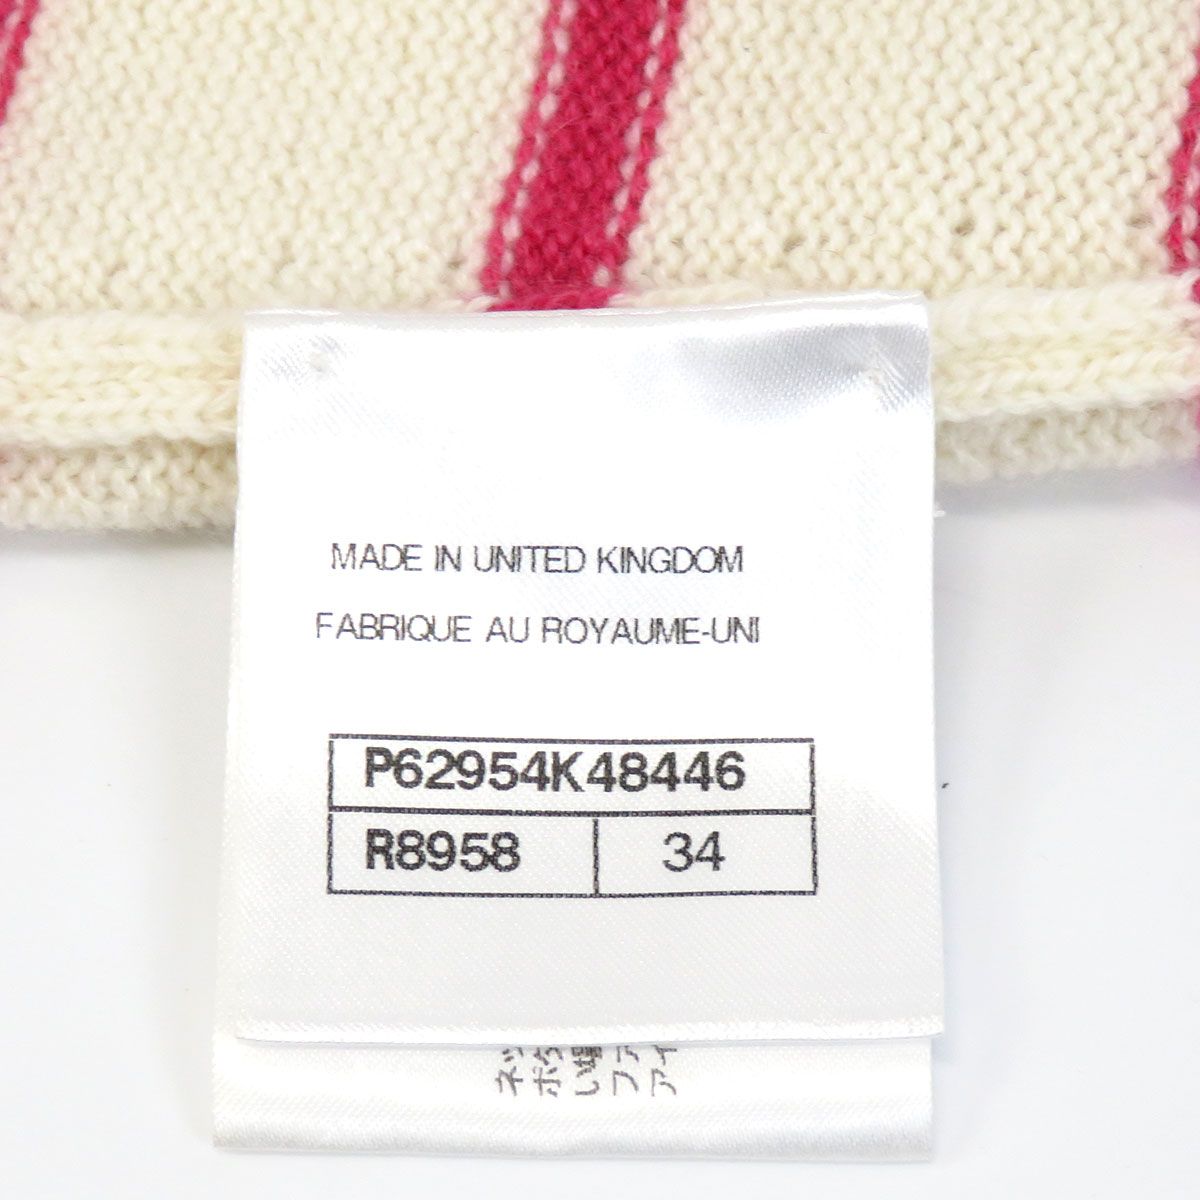 MADE IN UNITED KINGDOM
FABRIQUE AU ROYAUME-UNI
P62954K48446
R8958 34